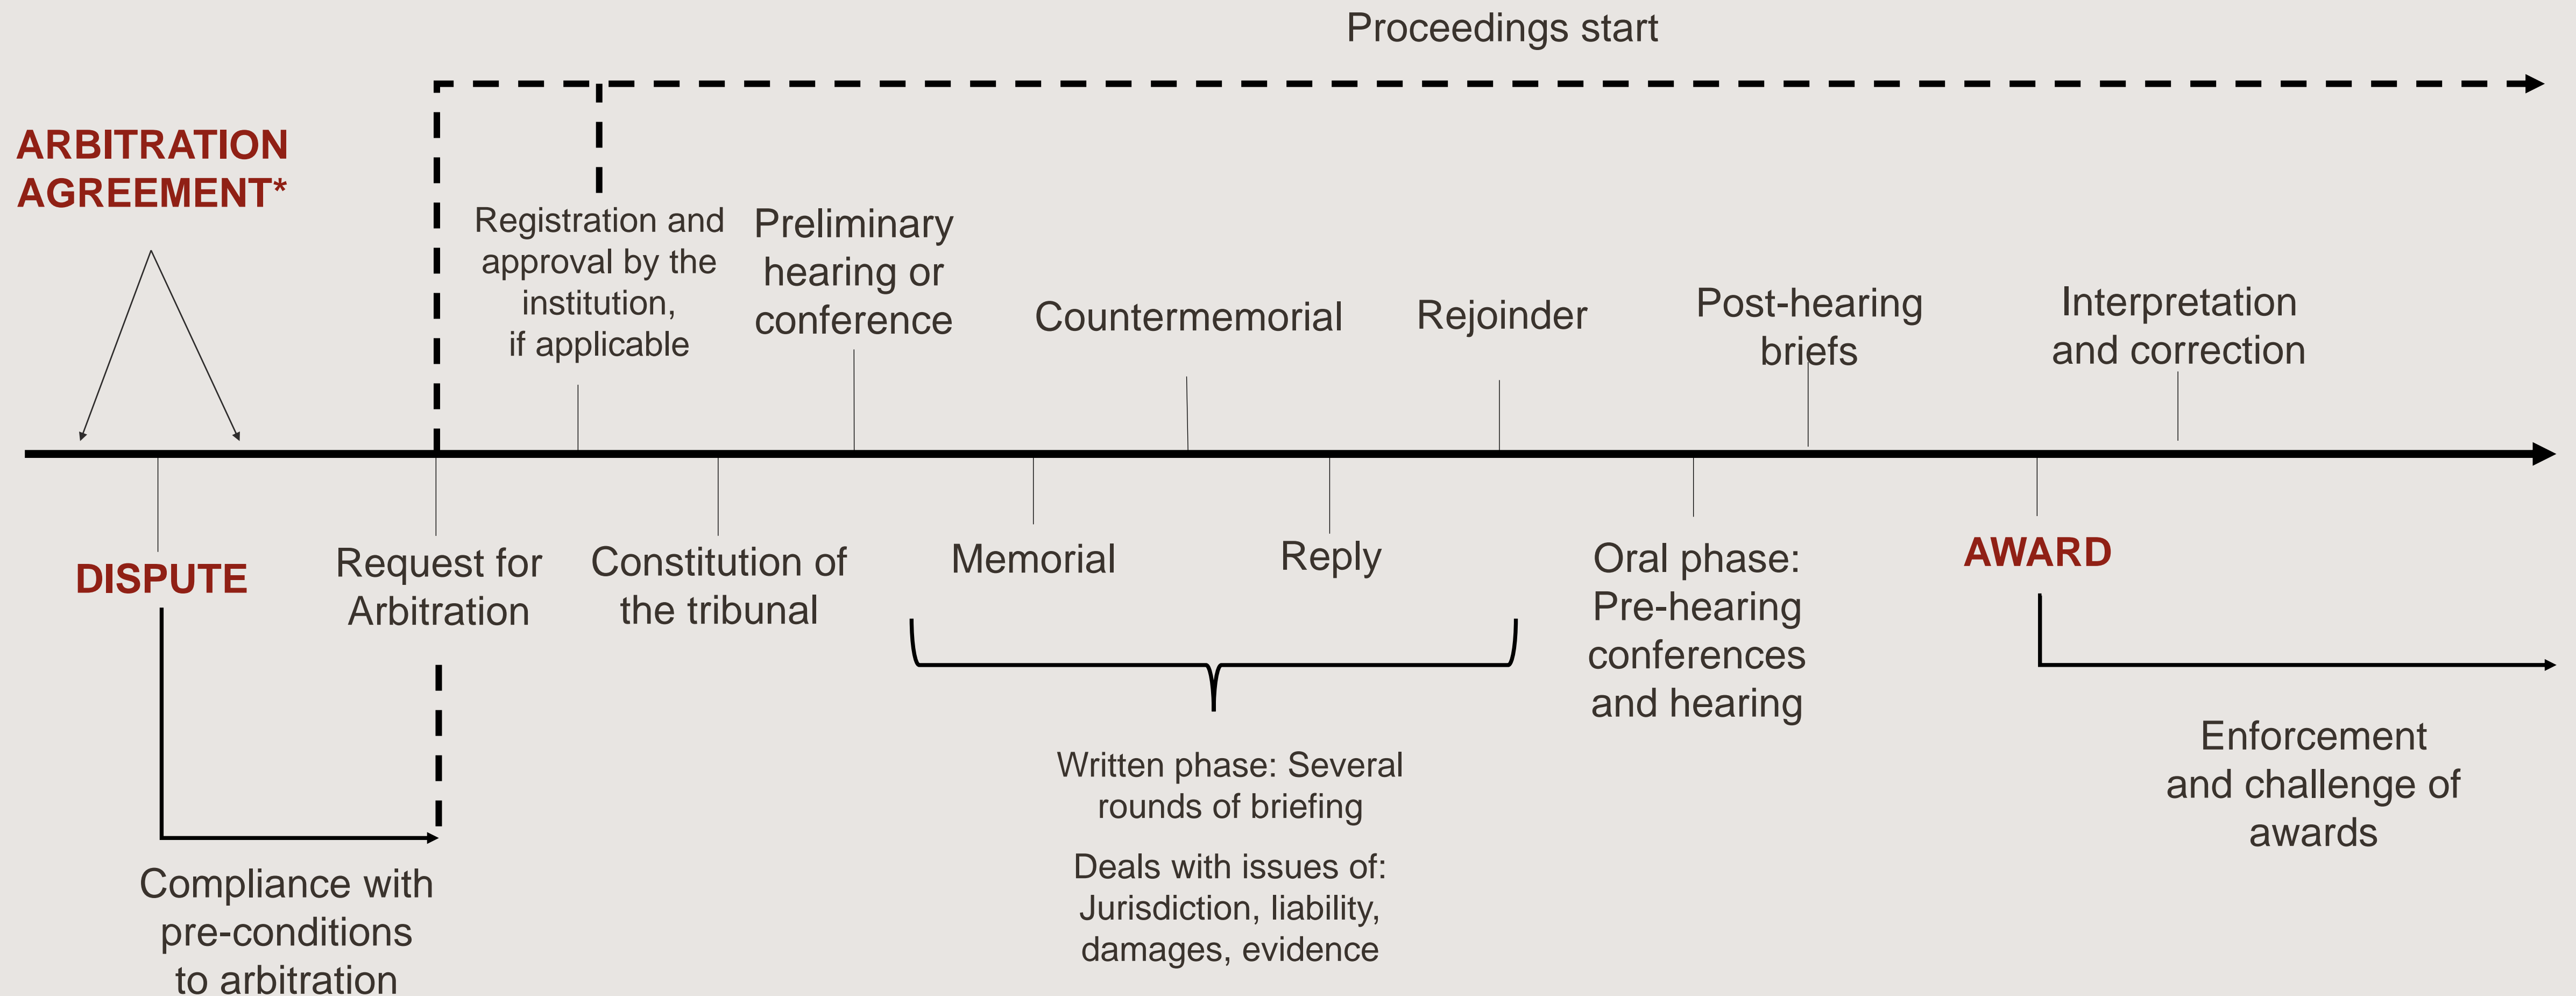 Proceedings start
ARBITRATION
AGREEMENT*
Registration and
approval by the
institution,
if applicable
Preliminary
hearing or
conference
Countermemorial
Rejoinder
Post-hearing
briefs
Interpretation
and correction
DISPUTE
Request for
Arbitration
Constitution of
the tribunal
Memorial
Reply
Oral phase:
Pre-hearing
conferences
and hearing
AWARD
Compliance with
pre-conditions
to arbitration
Written phase: Several
rounds of briefing
Deals with issues of:
Jurisdiction, liability,
damages, evidence
Enforcement
and challenge of
awards